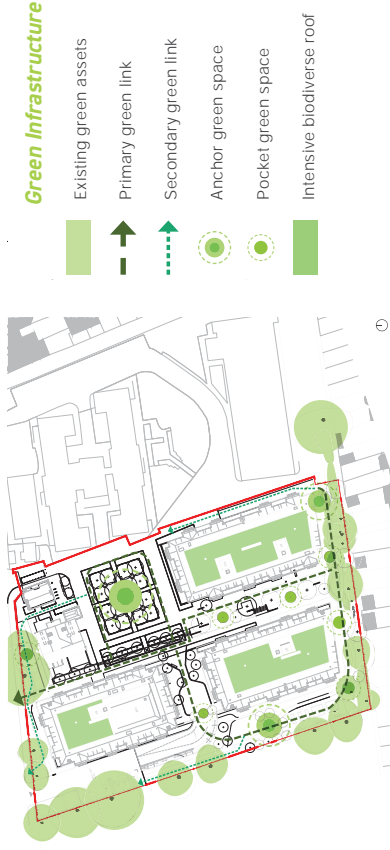 Green Infrastructure
Existing green assets
Primary green link
Secondary green link
Anchor green space
Pocket green space
Intensive biodiverse roof